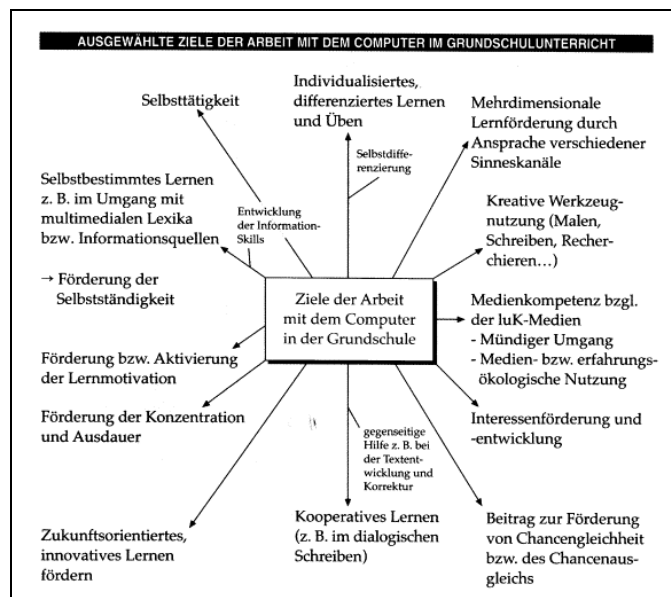 AUSGEWÄHLTE ZIELE DER ARBEIT MIT DEM COMPUTER IM GRUNDSCHULUNTERRICHT
Selbsttätigkeit
Individualisiertes,
differenziertes Lernen
und Üben
Mehrdimensionale
Lernförderung durch
Ansprache verschiedener
Sinneskanäle
Selbstdiffe-
renzierung
Selbstbestimmtes Lernen
z. B. im Umgang mit
multimedialen Lexika
bzw. Informationsquellen
→ Förderung der
Selbstständigkeit
Entwicklung
der Information-
Skills
Kreative Werkzeug-
nutzung (Malen,
Schreiben, Recher-
chieren...)
Ziele der Arbeit
mit dem Computer
in der Grundschule
Medienkompetenz bzgl.
der IuK-Medien
- Mündiger Umgang
- Medien- bzw. erfahrungs-
ökologische Nutzung
Förderung bzw. Aktivierung
der Lernmotivation
Förderung der Konzentration
und Ausdauer
gegenseitige
Hilfe z. B. bei
der Textent-
wicklung und
Korrektur
Interessenförderung und
-entwicklung
Zukunftsorientiertes,
innovatives Lernen
fördern
Kooperatives Lernen
(z. B. im dialogischen
Schreiben)
Beitrag zur Förderung
von Chancengleichheit
bzw. des Chancenaus-
gleichs